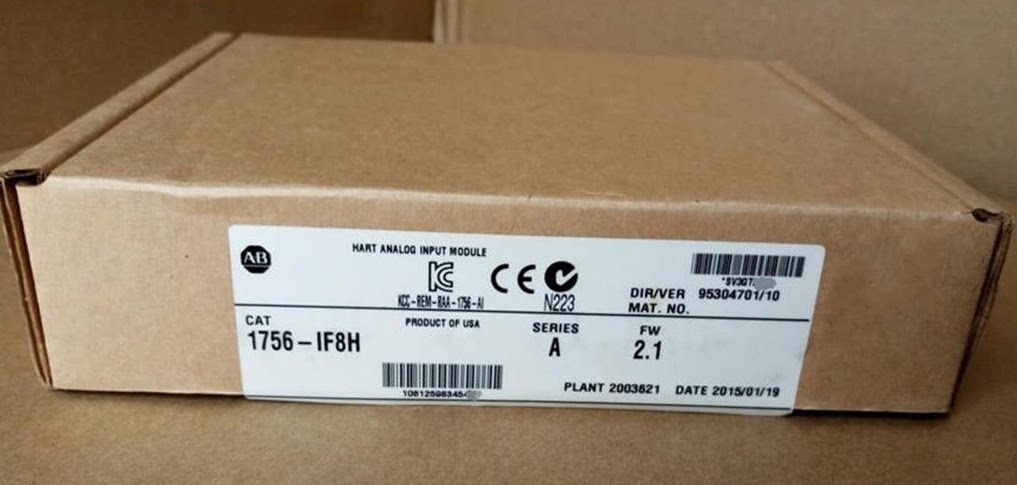 AB
HART ANALOG INPUT MODULE
KCC-REM-RAA-1756-AI
CE
N223
DIR/VER 95304701/10
MAT. NO.
CAT
1756-IF8H
PRODUCT OF USA
SERIES
A
FW
2.1
PLANT 2003621 DATE 2015/01/19